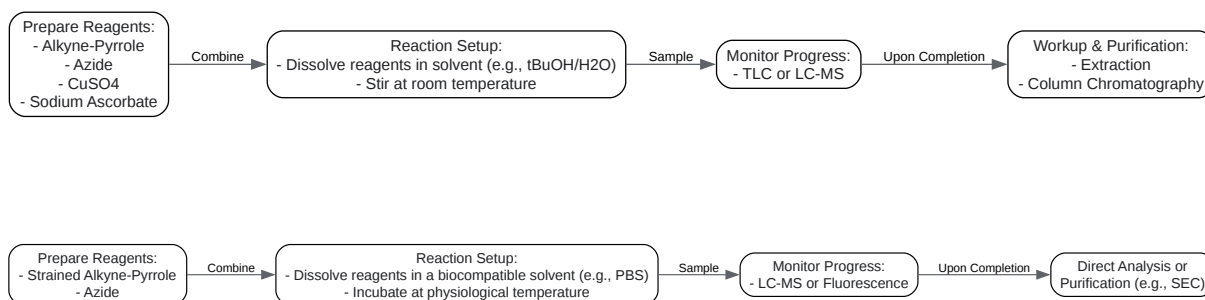 Prepare Reagents:
- Alkyne-Pyrrole
- Azide
- CuSO4
- Sodium Ascorbate
Combine
Reaction Setup:
- Dissolve reagents in solvent (e.g., tBuOH/H2O)
- Stir at room temperature
Sample
Monitor Progress:
- TLC or LC-MS
Upon Completion
Workup & Purification:
- Extraction
- Column Chromatography
Prepare Reagents:
- Strained Alkyne-Pyrrole
- Azide
Combine
Reaction Setup:
- Dissolve reagents in a biocompatible solvent (e.g., PBS)
- Incubate at physiological temperature
Sample
Monitor Progress:
- LC-MS or Fluorescence
Upon Completion
Direct Analysis or
Purification (e.g., SEC)